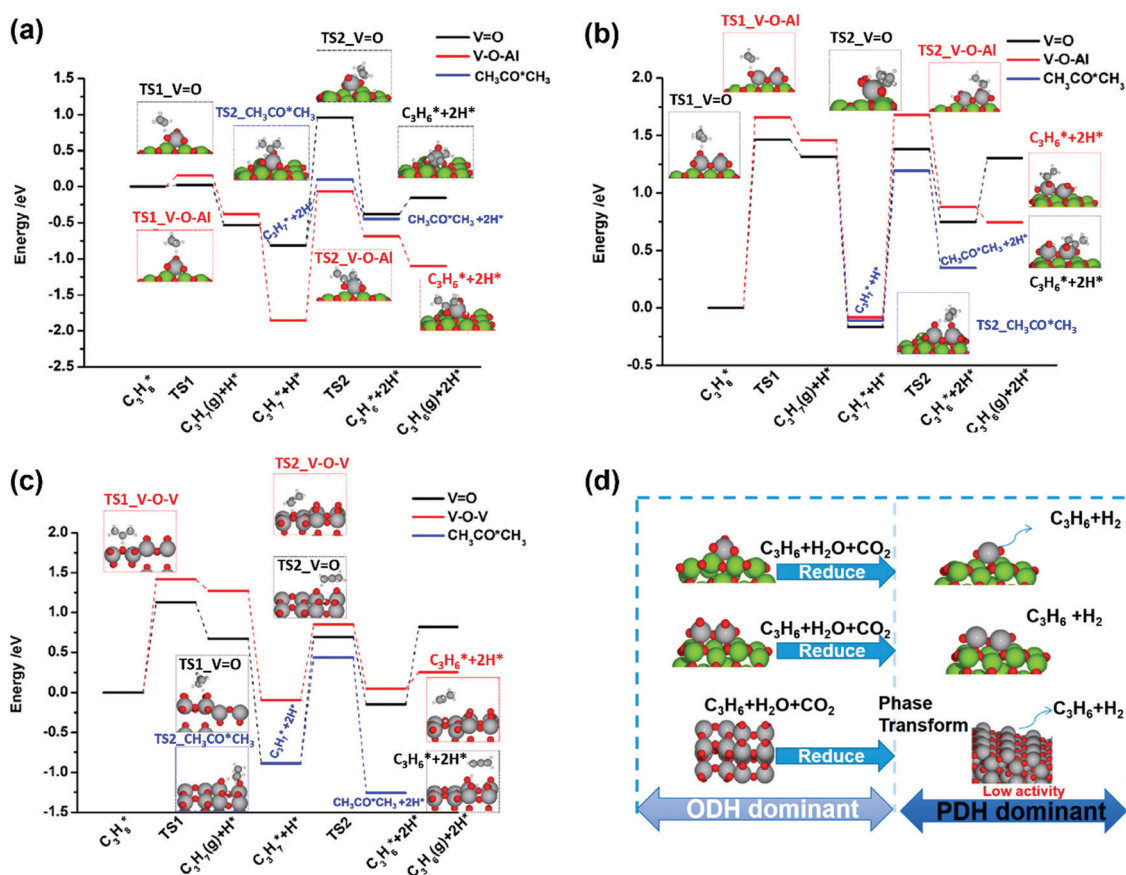 (a)
V=O
V-O-Al
CH₃CO*CH₃
TS2_V=O
TS1_V=O
TS2_CH₃CO*CH₃
C₃H₆*+2H*
C₃H₇*+2H*
CH₃CO*CH₃ +2H*
TS1_V-O-Al
TS2_V-O-Al
C₃H₆*+2H*
Energy /eV
1.5
1.0
0.5
0.0
-0.5
-1.0
-1.5
-2.0
-2.5
C₃H₈*
TS1
C₃H₇(g)+H*
C₃H₇*+H*
TS2
C₃H₆*+2H*
C₃H₆(g)+2H*
(b)
TS1_V-O-Al
TS2_V=O
V=O
V-O-Al
CH₃CO*CH₃
TS2_V-O-Al
TS1_V=O
C₃H₆*+2H*
CH₃CO*CH₃ +2H*
C₃H₇*+H*
C₃H₆*+2H*
TS2_CH₃CO*CH₃
Energy /eV
2.0
1.5
1.0
0.5
0.0
-0.5
C₃H₈*
TS1
C₃H₇(g)+H*
C₃H₇*+H*
TS2
C₃H₆*+2H*
C₃H₆(g)+2H*
(c)
TS2_V-O-V
TS1_V-O-V
V=O
V-O-V
CH₃CO*CH₃
TS2_V=O
TS1_V=O
C₃H₆*+2H*
TS2_CH₃CO*CH₃
C₃H₇*+2H*
C₃H₆*+2H*
CH₃CO*CH₃ +2H*
Energy /eV
2.0
1.5
1.0
0.5
0.0
-0.5
-1.0
-1.5
C₃H₈*
TS1
C₃H₇(g)+H*
C₃H₇*+H*
TS2
C₃H₆*+2H*
C₃H₆(g)+2H*
(d)
C₃H₆+H₂
C₃H₆+H₂O+CO₂
Reduce
C₃H₆ +H₂
C₃H₆+H₂O+CO₂
Reduce
C₃H₆+H₂O+CO₂
Phase
Transform
C₃H₆+H₂
Reduce
Low activity
ODH dominant
PDH dominant